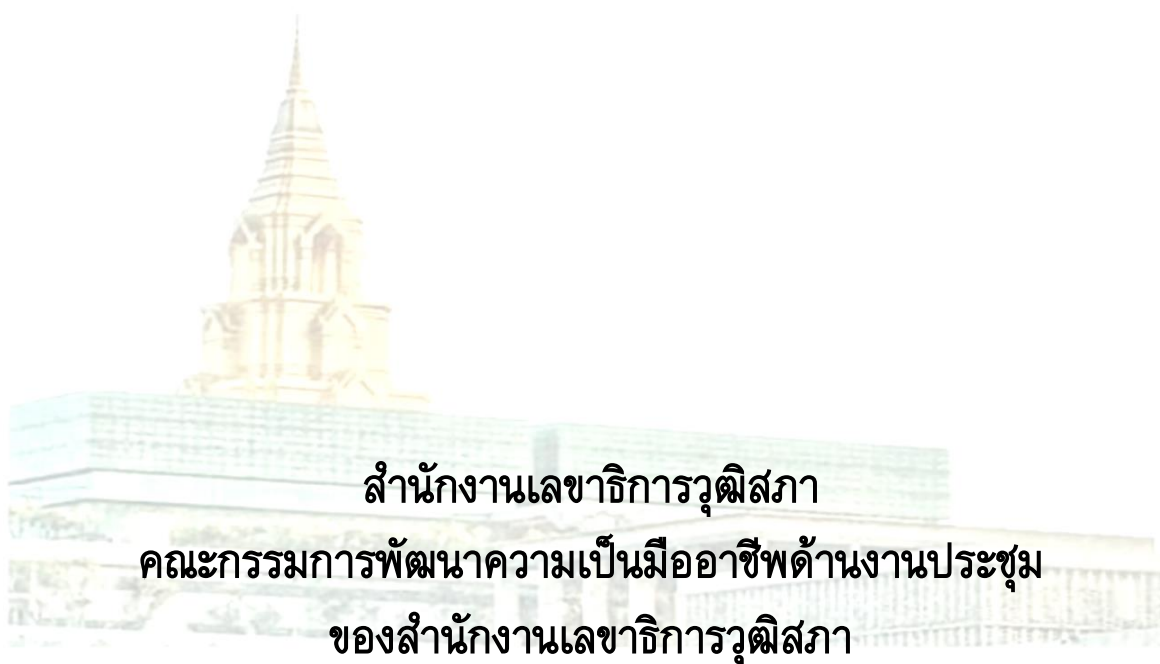 สำนักงานเลขาธิการวุฒิสภา
คณะกรรมการพัฒนาความเป็นมืออาชีพด้านงานประชุม
ของสำนักงานเลขาธิการวุฒิสภา